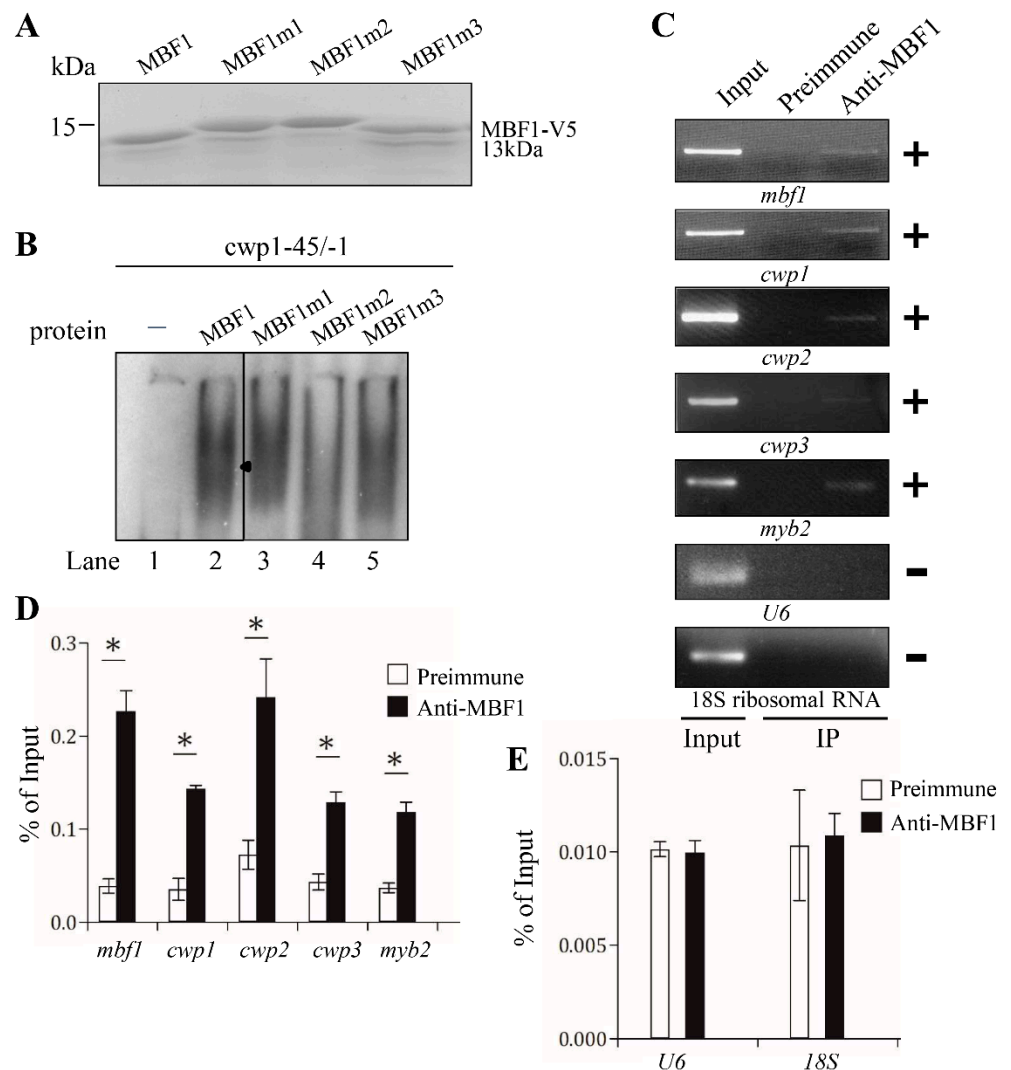 A
kDa
MBF1 MBF1m1 MBF1m2 MBF1m3
15
MBF1-V5
13kDa
B
cwp1-45/-1
protein – MBF1 MBF1m1 MBF1m2 MBF1m3
Lane 1 2 3 4 5
C
Input Preimmune Anti-MBF1
+
mbf1
+
cwp1
+
cwp2
+
cwp3
+
myb2
-
U6
-
18S ribosomal RNA
Input IP
D
% of Input
0.3
0.2
0.1
0.0
* * * * *
Preimmune
Anti-MBF1
mbf1 cwp1 cwp2 cwp3 myb2
E
% of Input
0.015
0.010
0.005
0.000
Preimmune
Anti-MBF1
U6 18S